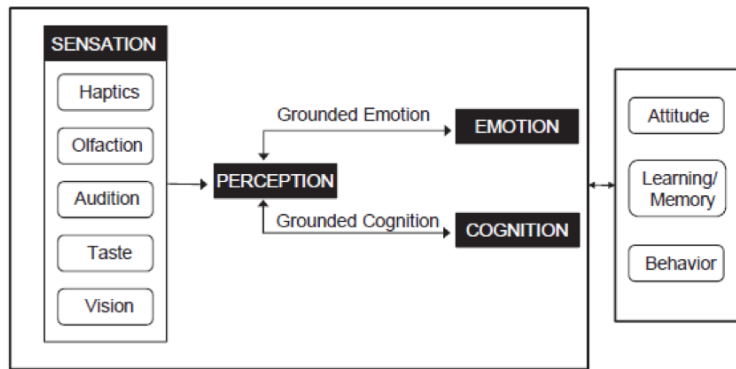 SENSATION
Haptics
Olfaction
Audition
Taste
Vision
PERCEPTION
Grounded Emotion
EMOTION
Grounded Cognition
COGNITION
Attitude
Learning/
Memory
Behavior